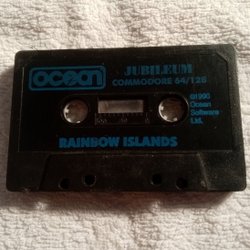 ocean
JUBILEUM
COMMODORE 64/128
©1990
Ocean
Software
Ltd.
RAINBOW ISLANDS